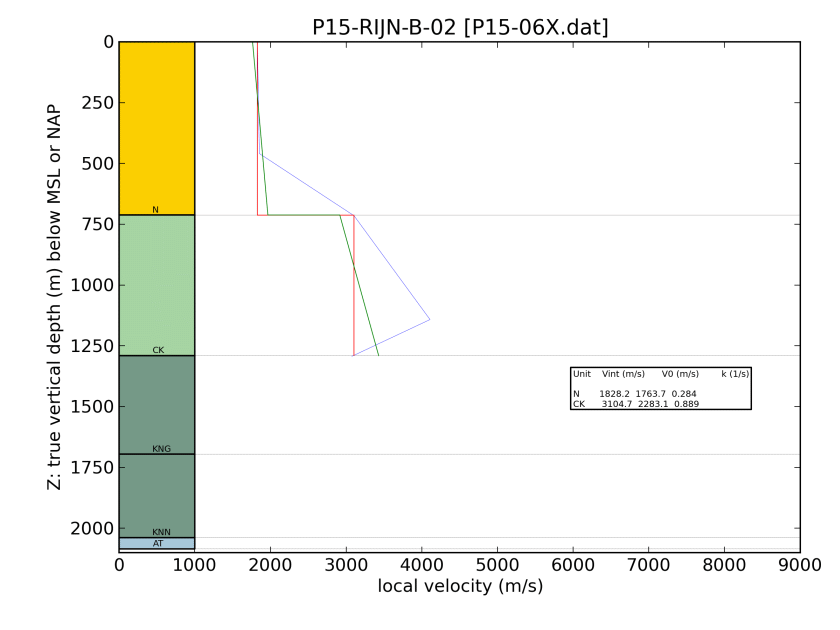 P15-RIJN-B-02 [P15-06X.dat]
Z: true vertical depth (m) below MSL or NAP
0
250
500
750
1000
1250
1500
1750
2000
N
CK
KNG
KNN
AT
Unit Vint (m/s) V0 (m/s) k (1/s)
N 1828.2 1763.7 0.284
CK 3104.7 2283.1 0.889
0 1000 2000 3000 4000 5000 6000 7000 8000 9000
local velocity (m/s)